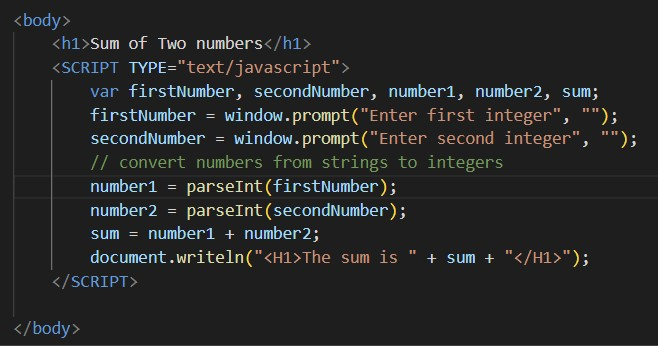 <body>
<h1>Sum of Two numbers</h1>
<SCRIPT TYPE="text/javascript">
var firstNumber, secondNumber, number1, number2, sum;
firstNumber = window.prompt("Enter first integer", "");
secondNumber = window.prompt("Enter second integer", "");
// convert numbers from strings to integers
number1 = parseInt(firstNumber);
number2 = parseInt(secondNumber);
sum = number1 + number2;
document.writeln("<H1>The sum is " + sum + "</H1>");
</SCRIPT>
</body>